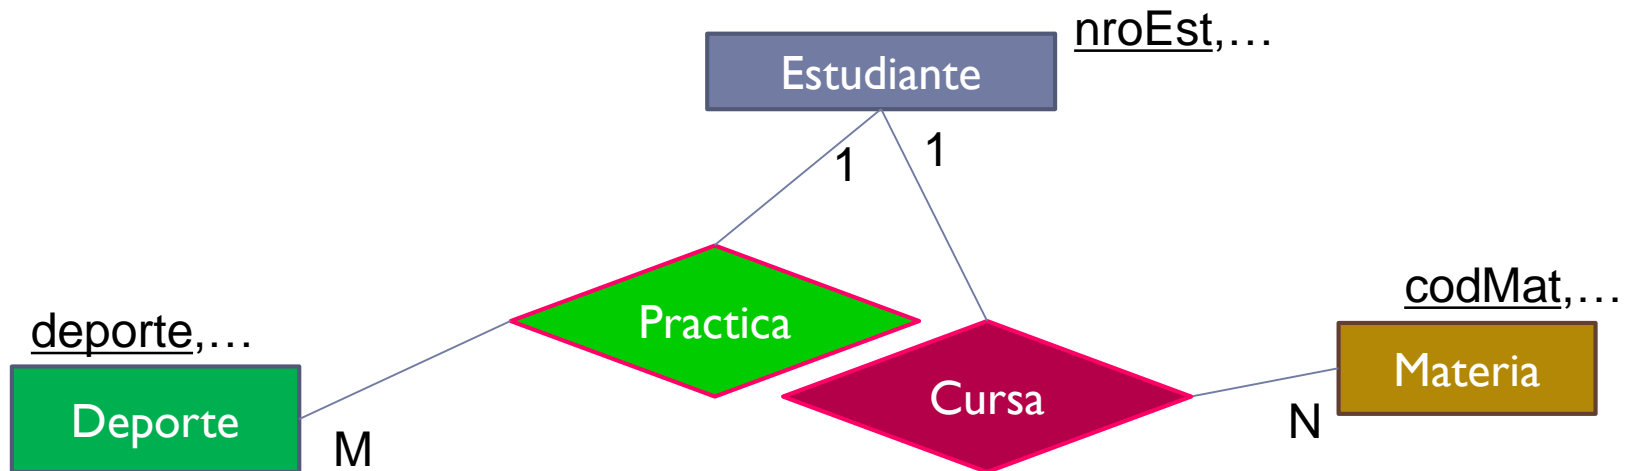 nroEst,…
Estudiante
1
1
Practica
codMat,…
deporte,…
Materia
Cursa
Deporte
N
M